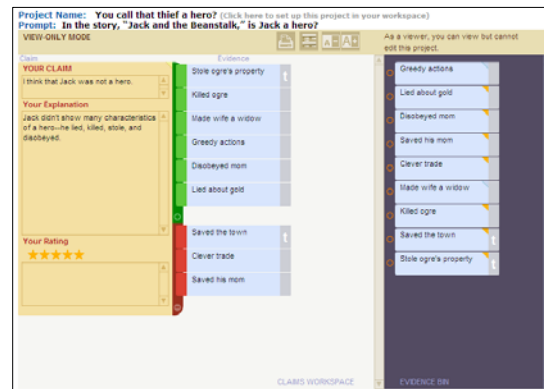 Project Name: You call that thief a hero? (Click here to set up this project in your workspace)
Prompt: In the story, "Jack and the Beanstalk," is Jack a hero?
VIEW-ONLY MODE
As a viewer, you can view but cannot
edit this project.
Claim
Evidence
YOUR CLAIM
I think that Jack was not a hero.
Your Explanation
Jack didn't show many characteristics
of a hero--he lied, killed, stole, and
disobeyed.
Your Rating
Stole ogre's property
t
Killed ogre
Made wife a widow
Greedy actions
Disobeyed mom
Lied about gold
Saved the town
t
Clever trade
Saved his mom
CLAIMS WORKSPACE
Greedy actions
Lied about gold
Disobeyed mom
Saved his mom
Clever trade
Made wife a widow
Killed ogre
Saved the town
t
Stole ogre's property
t
EVIDENCE BIN